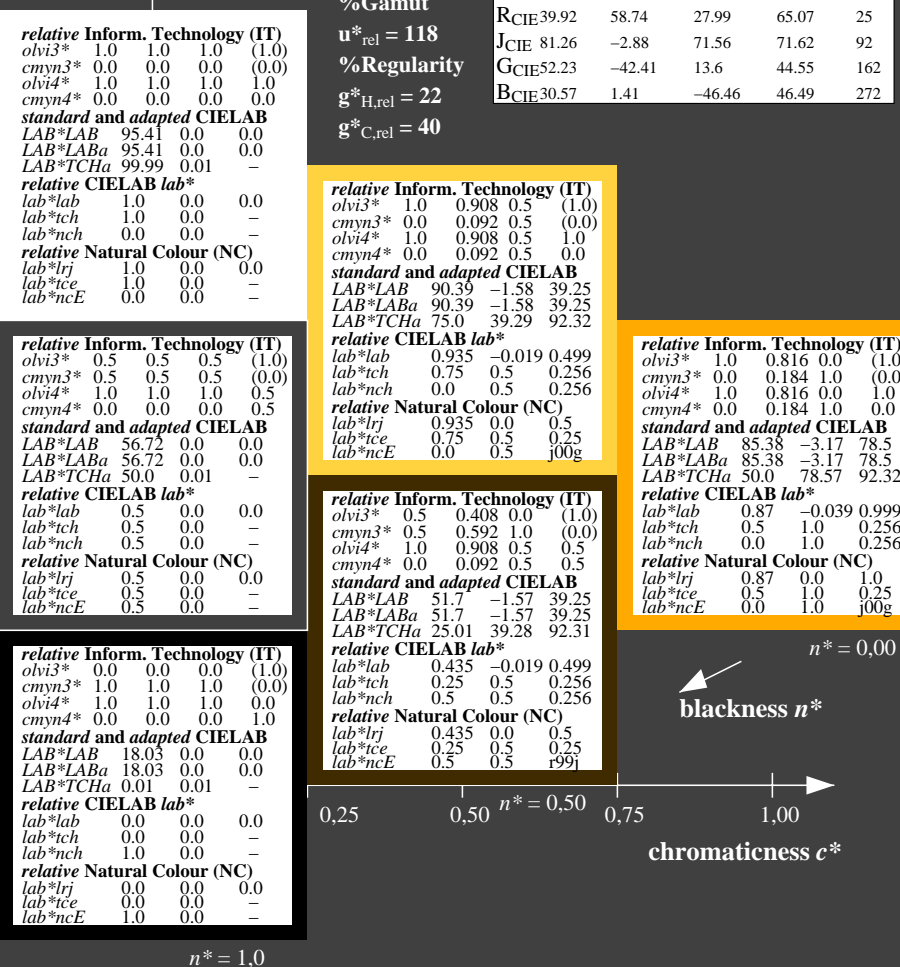 %Gamut
u*rel = 118
%Regularity
g*H,rel = 22
g*C,rel = 40
RCIE 39.92 58.74 27.99 65.07 25
JCIE 81.26 −2.88 71.56 71.62 92
GCIE 52.23 −42.41 13.6 44.55 162
BCIE 30.57 1.41 −46.46 46.49 272
relative Inform. Technology (IT)
olvi3* 1.0 1.0 1.0 (1.0)
cmyn3* 0.0 0.0 0.0 (0.0)
olvi4* 1.0 1.0 1.0 1.0
cmyn4* 0.0 0.0 0.0 0.0
standard and adapted CIELAB
LAB*LAB 95.41 0.0 0.0
LAB*LABa 95.41 0.0 0.0
LAB*TCHa 99.99 0.01 –
relative CIELAB lab*
lab*lab 1.0 0.0 0.0
lab*tch 1.0 0.0 –
lab*nch 0.0 0.0 –
relative Natural Colour (NC)
lab*lrj 1.0 0.0 0.0
lab*tce 1.0 0.0 –
lab*ncE 0.0 0.0 –
relative Inform. Technology (IT)
olvi3* 1.0 0.908 0.5 (1.0)
cmyn3* 0.0 0.092 0.5 (0.0)
olvi4* 1.0 0.908 0.5 1.0
cmyn4* 0.0 0.092 0.5 0.0
standard and adapted CIELAB
LAB*LAB 90.39 −1.58 39.25
LAB*LABa 90.39 −1.58 39.25
LAB*TCHa 75.0 39.29 92.32
relative CIELAB lab*
lab*lab 0.935 −0.019 0.499
lab*tch 0.75 0.5 0.256
lab*nch 0.0 0.5 0.256
relative Natural Colour (NC)
lab*lrj 0.935 0.0 0.5
lab*tce 0.75 0.5 0.25
lab*ncE 0.0 0.5 j00g
relative Inform. Technology (IT)
olvi3* 0.5 0.5 0.5 (1.0)
cmyn3* 0.5 0.5 0.5 (0.0)
olvi4* 1.0 1.0 1.0 0.5
cmyn4* 0.0 0.0 0.0 0.5
standard and adapted CIELAB
LAB*LAB 56.72 0.0 0.0
LAB*LABa 56.72 0.0 0.0
LAB*TCHa 50.0 0.01 –
relative CIELAB lab*
lab*lab 0.5 0.0 0.0
lab*tch 0.5 0.0 –
lab*nch 0.5 0.0 –
relative Natural Colour (NC)
lab*lrj 0.5 0.0 0.0
lab*tce 0.5 0.0 –
lab*ncE 0.5 0.0 –
relative Inform. Technology (IT)
olvi3* 1.0 0.816 0.0 (1.0
cmyn3* 0.0 0.184 1.0 (0.0
olvi4* 1.0 0.816 0.0 1.0
cmyn4* 0.0 0.184 1.0 0.0
standard and adapted CIELAB
LAB*LAB 85.38 −3.17 78.5
LAB*LABa 85.38 −3.17 78.5
LAB*TCHa 50.0 78.57 92.32
relative CIELAB lab*
lab*lab 0.87 −0.039 0.999
lab*tch 0.5 1.0 0.256
lab*nch 0.0 1.0 0.256
relative Natural Colour (NC)
lab*lrj 0.87 0.0 1.0
lab*tce 0.5 1.0 0.25
lab*ncE 0.0 1.0 j00g
relative Inform. Technology (IT)
olvi3* 0.5 0.408 0.0 (1.0)
cmyn3* 0.5 0.592 1.0 (0.0)
olvi4* 1.0 0.908 0.5 0.5
cmyn4* 0.0 0.092 0.5 0.5
standard and adapted CIELAB
LAB*LAB 51.7 −1.57 39.25
LAB*LABa 51.7 −1.57 39.25
LAB*TCHa 25.01 39.28 92.31
relative CIELAB lab*
lab*lab 0.435 −0.019 0.499
lab*tch 0.25 0.5 0.256
lab*nch 0.5 0.5 0.256
relative Natural Colour (NC)
lab*lrj 0.435 0.0 0.5
lab*tce 0.25 0.5 0.25
lab*ncE 0.5 0.5 r99j
relative Inform. Technology (IT)
olvi3* 0.0 0.0 0.0 (1.0)
cmyn3* 1.0 1.0 1.0 (0.0)
olvi4* 1.0 1.0 1.0 0.0
cmyn4* 0.0 0.0 0.0 1.0
standard and adapted CIELAB
LAB*LAB 18.03 0.0 0.0
LAB*LABa 18.03 0.0 0.0
LAB*TCHa 0.01 0.01 –
relative CIELAB lab*
lab*lab 0.0 0.0 0.0
lab*tch 0.0 0.0 –
lab*nch 1.0 0.0 –
relative Natural Colour (NC)
lab*lrj 0.0 0.0 0.0
lab*tce 0.0 0.0 –
lab*ncE 1.0 0.0 –
n* = 0,00
blackness n*
n* = 0,50
0,25 0,50 0,75 1,00
chromaticness c*
n* = 1,0